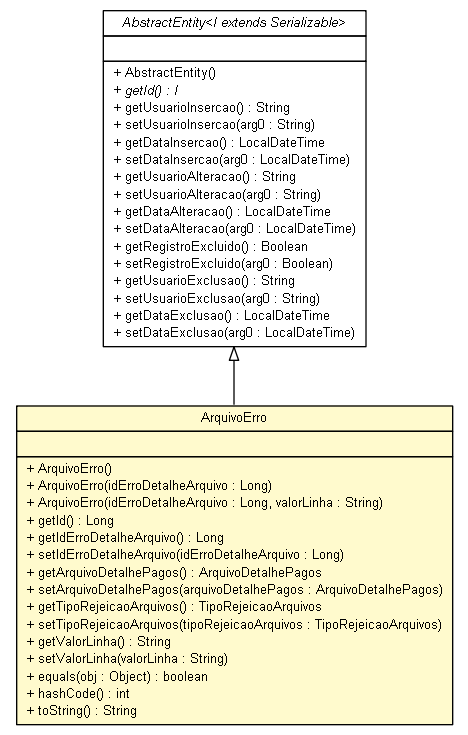 AbstractEntity<I extends Serializable>
+ AbstractEntity()
+ getId() : I
+ getUsuarioInsercao() : String
+ setUsuarioInsercao(arg0 : String)
+ getDataInsercao() : LocalDateTime
+ setDataInsercao(arg0 : LocalDateTime)
+ getUsuarioAlteracao() : String
+ setUsuarioAlteracao(arg0 : String)
+ getDataAlteracao() : LocalDateTime
+ setDataAlteracao(arg0 : LocalDateTime)
+ getRegistroExcluido() : Boolean
+ setRegistroExcluido(arg0 : Boolean)
+ getUsuarioExclusao() : String
+ setUsuarioExclusao(arg0 : String)
+ getDataExclusao() : LocalDateTime
+ setDataExclusao(arg0 : LocalDateTime)
ArquivoErro
+ ArquivoErro()
+ ArquivoErro(idErroDetalheArquivo : Long)
+ ArquivoErro(idErroDetalheArquivo : Long, valorLinha : String)
+ getId() : Long
+ getIdErroDetalheArquivo() : Long
+ setIdErroDetalheArquivo(idErroDetalheArquivo : Long)
+ getArquivoDetalhePagos() : ArquivoDetalhePagos
+ setArquivoDetalhePagos(arquivoDetalhePagos : ArquivoDetalhePagos)
+ getTipoRejeicaoArquivos() : TipoRejeicaoArquivos
+ setTipoRejeicaoArquivos(tipoRejeicaoArquivos : TipoRejeicaoArquivos)
+ getValorLinha() : String
+ setValorLinha(valorLinha : String)
+ equals(obj : Object) : boolean
+ hashCode() : int
+ toString() : String